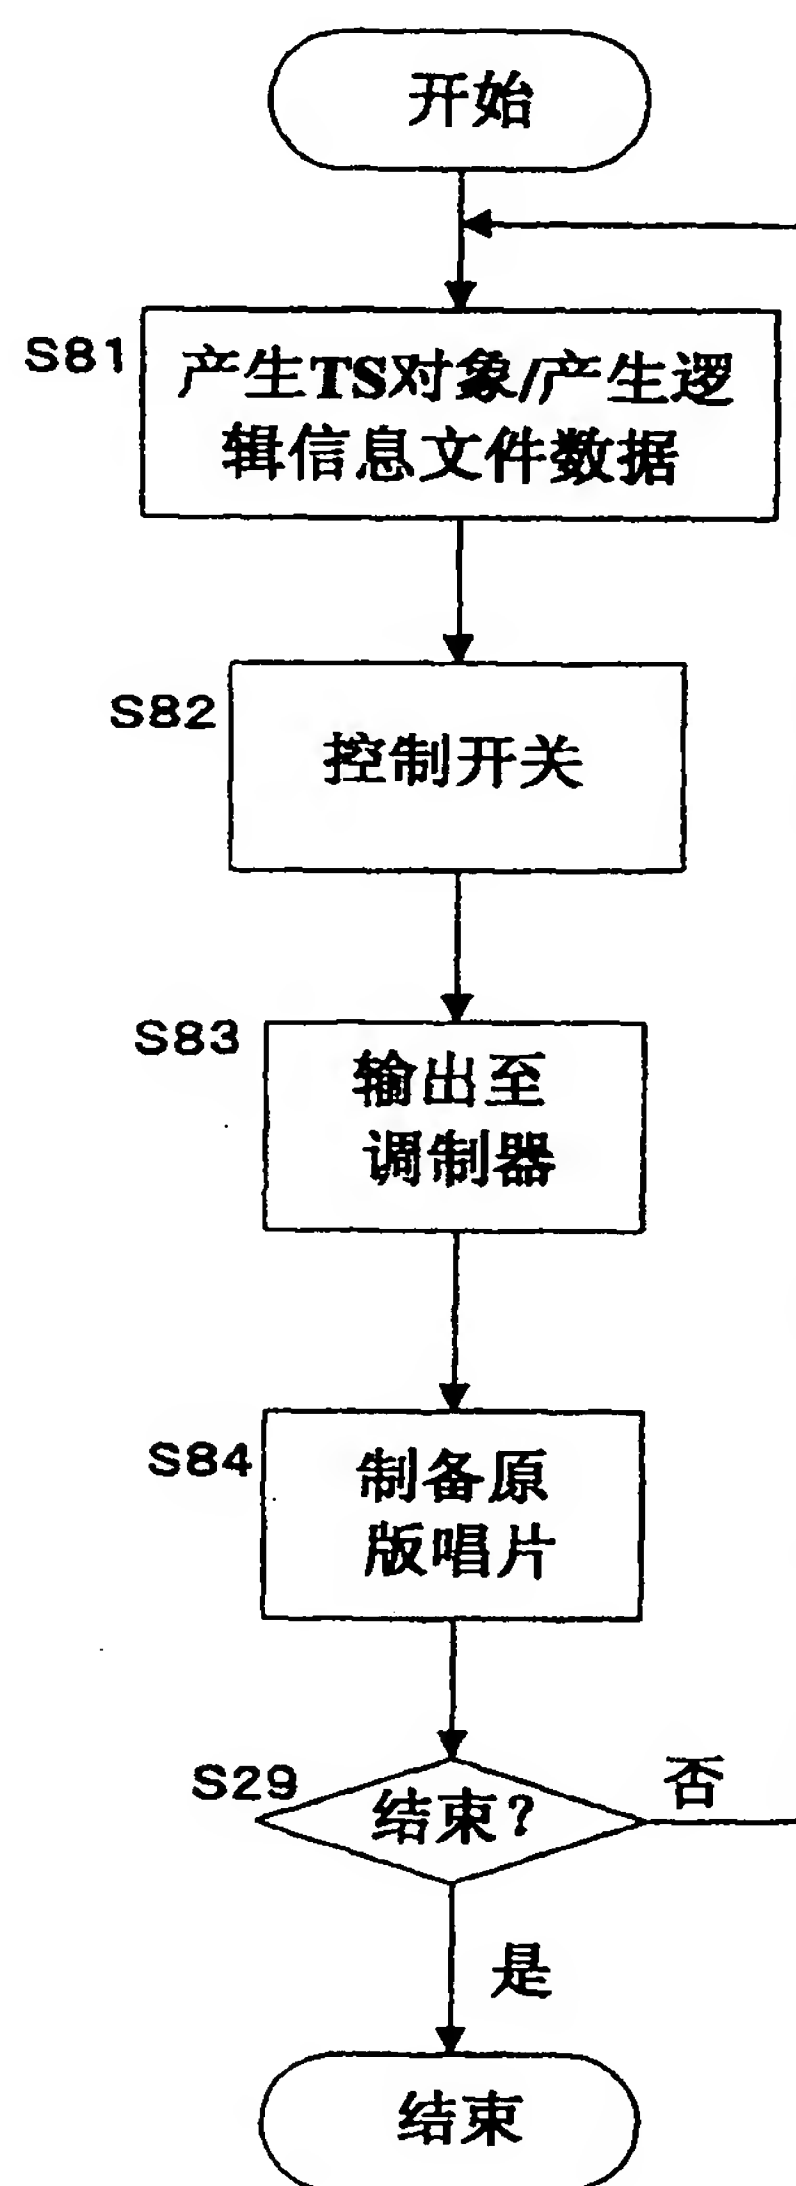 开始
S81
产生TS对象/产生逻
辑信息文件数据
S82
控制开关
S83
输出至
调制器
S84
制备原
版唱片
S29
结束?
否
是
结束